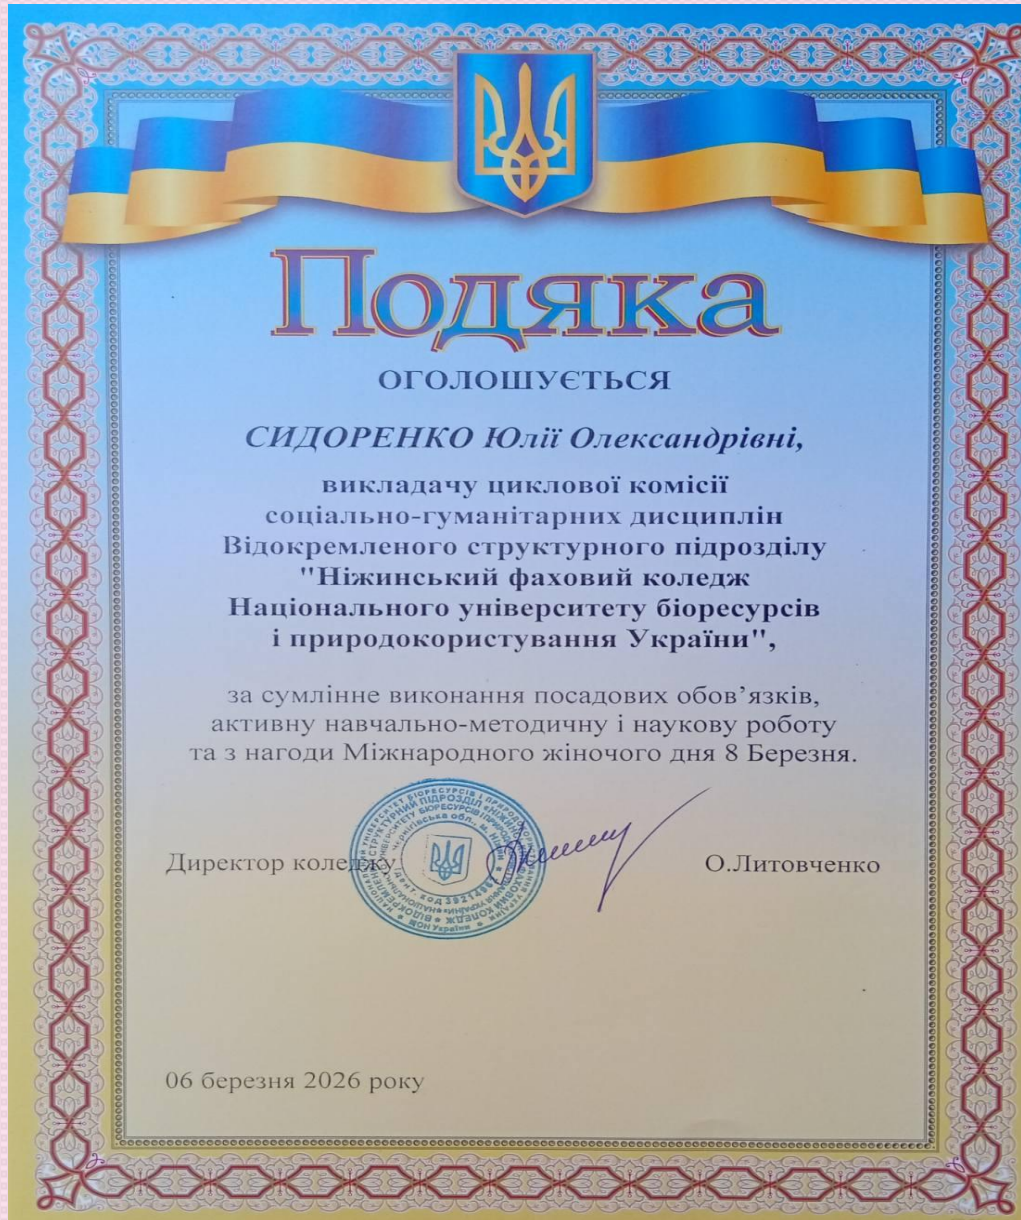 Подяка
ОГОЛОШУЄТЬСЯ
СИДОРЕНКО Юлії Олександрівні,
викладачу циклової комісії
соціально-гуманітарних дисциплін
Відокремленого структурного підрозділу
"Ніжинський фаховий коледж
Національного університету біоресурсів
і природокористування України",
за сумлінне виконання посадових обов’язків,
активну навчально-методичну і наукову роботу
та з нагоди Міжнародного жіночого дня 8 Березня.
Директор коледжу
О.Литовченко
06 березня 2026 року